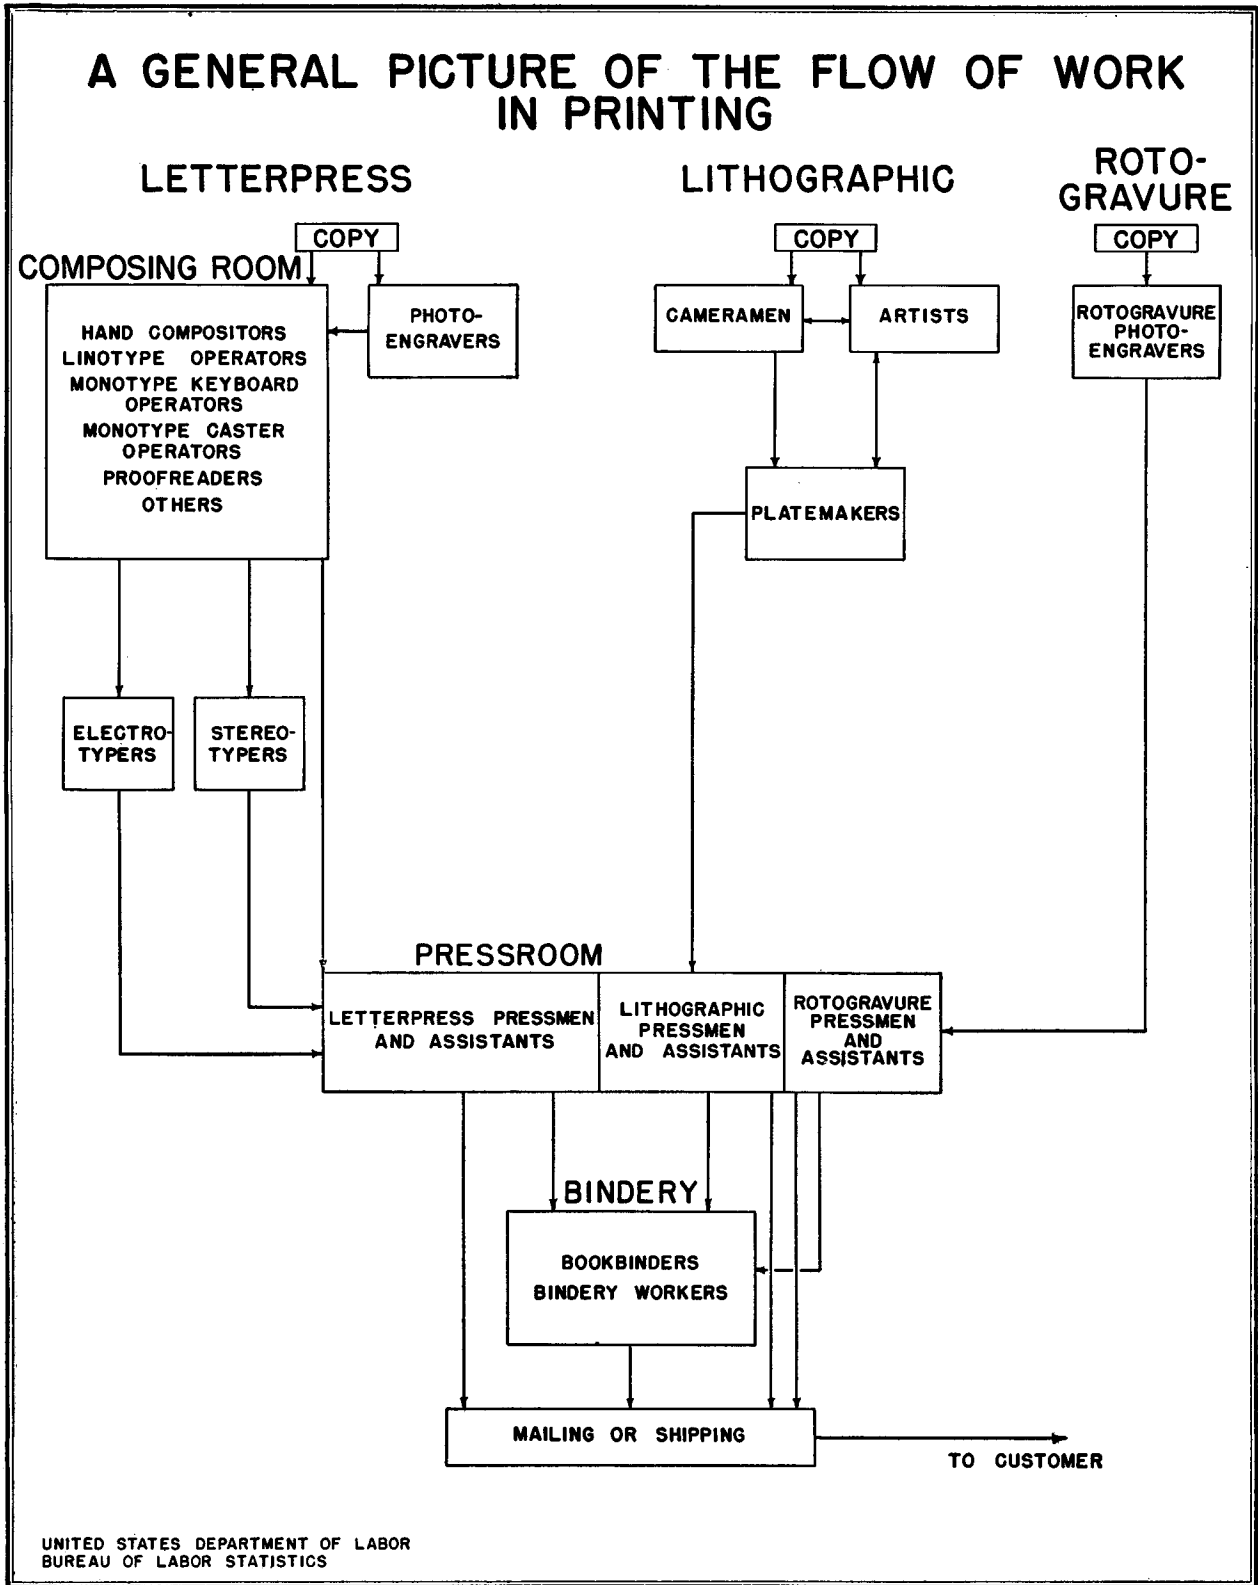 A GENERAL PICTURE OF THE FLOW OF WORK
IN PRINTING
LETTERPRESS
LITHOGRAPHIC
ROTO-
GRAVURE
COPY
COPY
COPY
COMPOSING ROOM
HAND COMPOSITORS
LINOTYPE OPERATORS
MONOTYPE KEYBOARD
OPERATORS
MONOTYPE CASTER
OPERATORS
PROOFREADERS
OTHERS
PHOTO-
ENGRAVERS
CAMERAMEN
ARTISTS
ROTOGRAVURE
PHOTO-
ENGRAVERS
PLATEMAKERS
ELECTRO-
TYPERS
STEREO-
TYPERS
PRESSROOM
LETTERPRESS PRESSMEN
AND ASSISTANTS
LITHOGRAPHIC
PRESSMEN
AND ASSISTANTS
ROTOGRAVURE
PRESSMEN
AND
ASSISTANTS
BINDERY
BOOKBINDERS
BINDERY WORKERS
MAILING OR SHIPPING
TO CUSTOMER
UNITED STATES DEPARTMENT OF LABOR
BUREAU OF LABOR STATISTICS